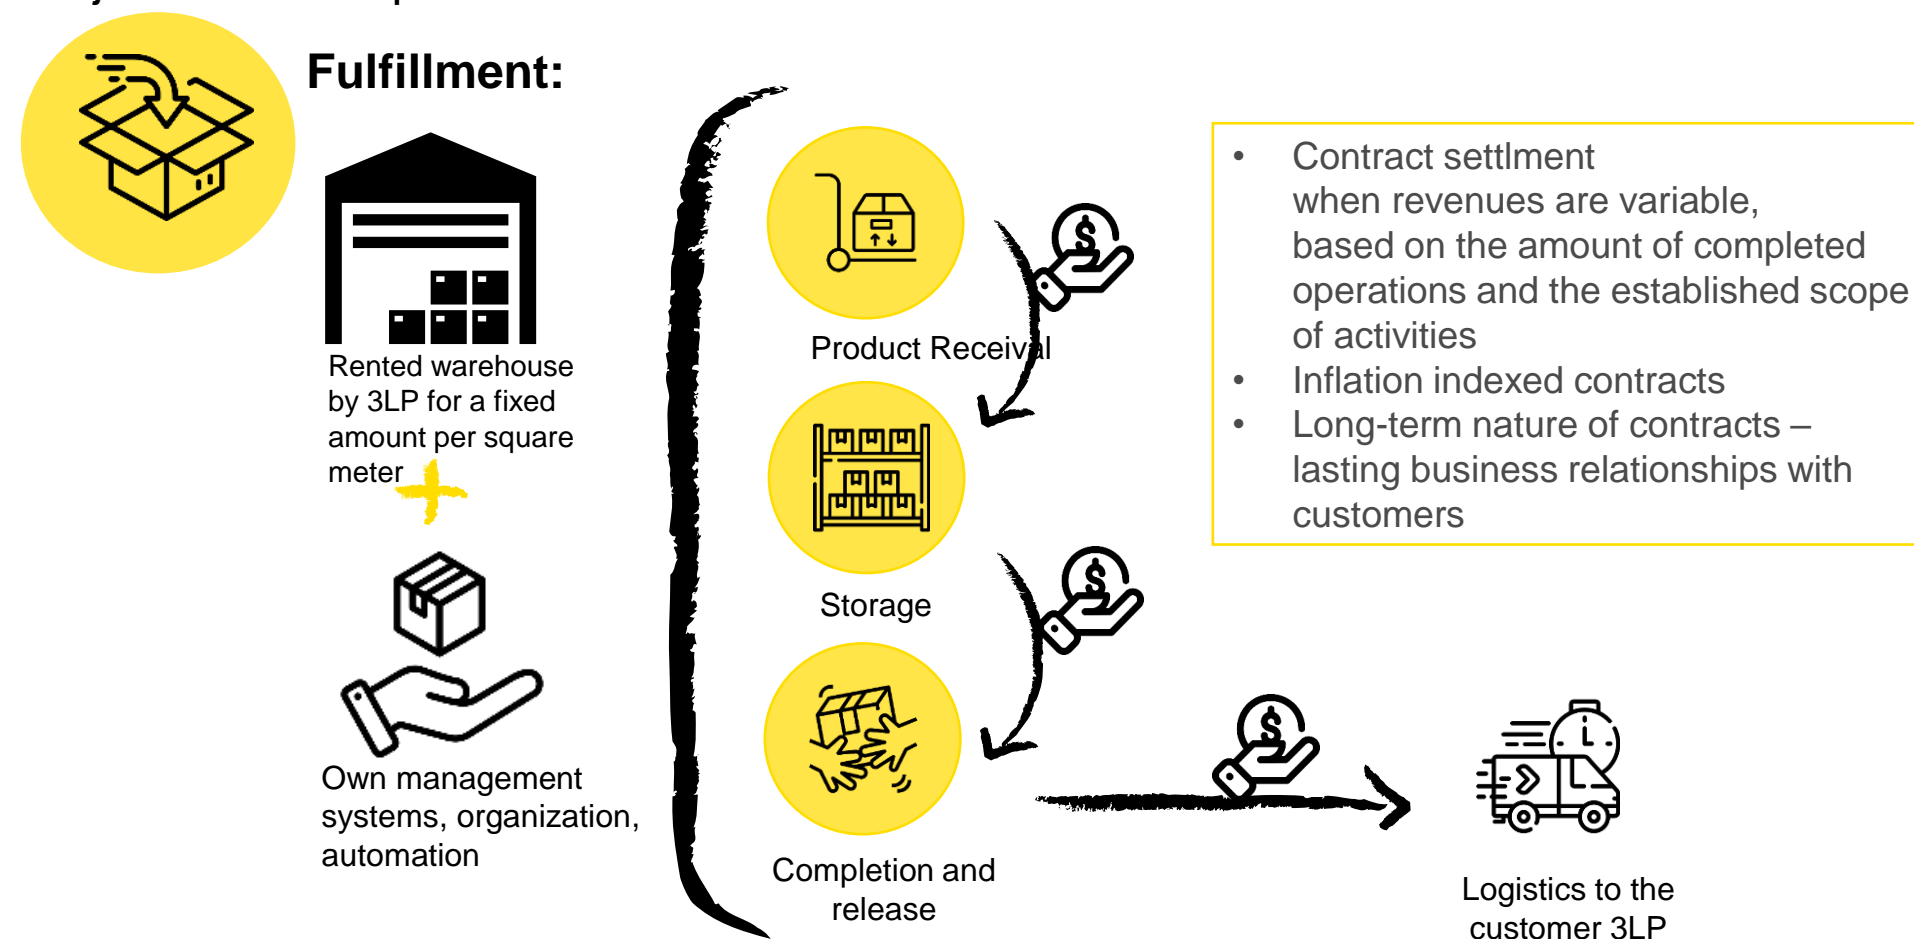 Fulfillment:
Rented warehouse
by 3LP for a fixed
amount per square
meter
Own management
systems, organization,
automation
Product Receival
Storage
Completion and
release
• Contract settlment
when revenues are variable,
based on the amount of completed
operations and the established scope
of activities
• Inflation indexed contracts
• Long-term nature of contracts –
lasting business relationships with
customers
Logistics to the
customer 3LP